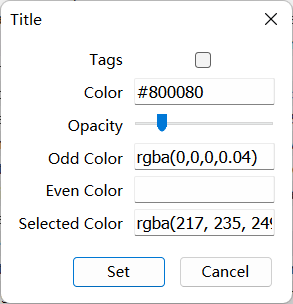 Title
Tags
Color #800080
Opacity
Odd Color rgba(0,0,0,0.04)
Even Color
Selected Color rgba(217, 235, 249
Set Cancel